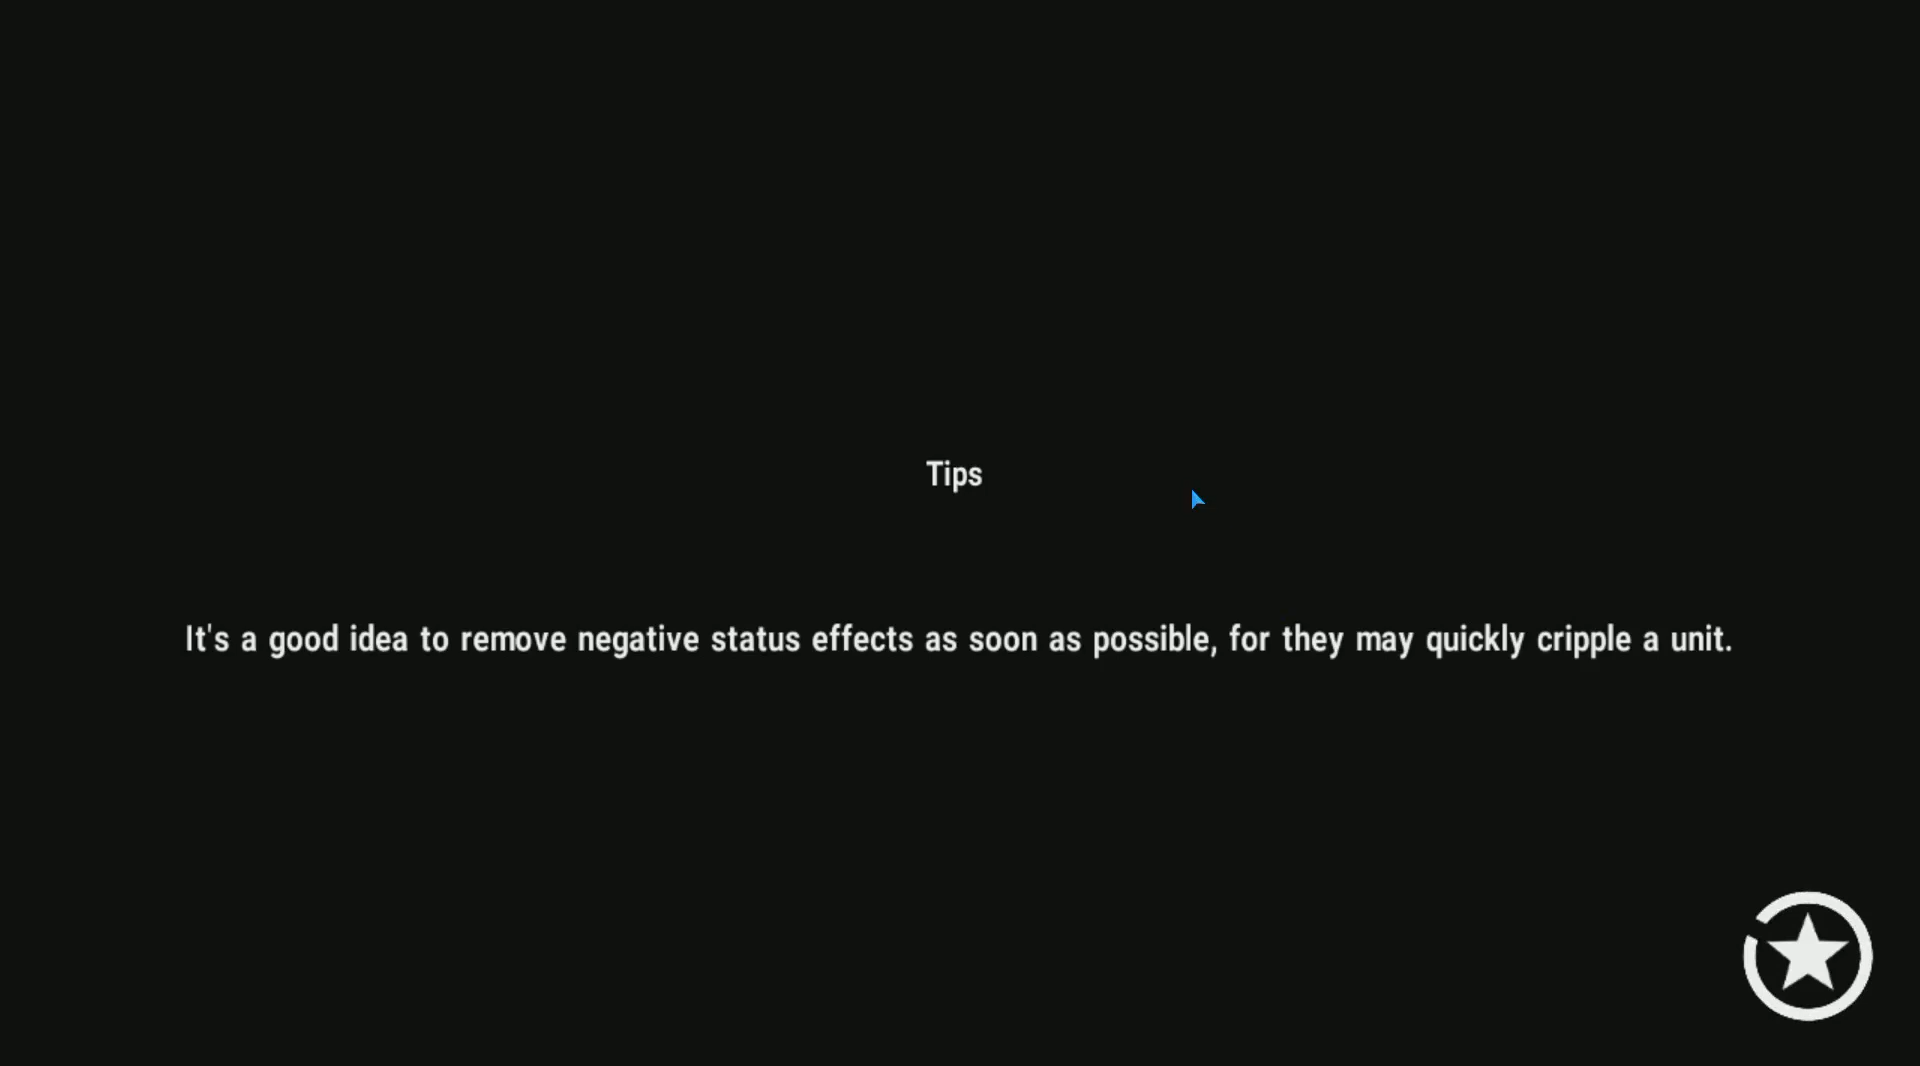 Tips
It's a good idea to remove negative status effects as soon as possible, for they may quickly cripple a unit.